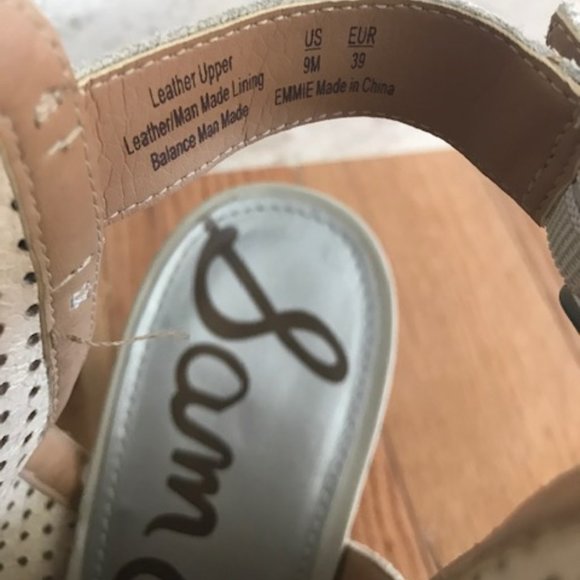 Leather Upper
Leather/Man Made Lining
Balance Man Made
US EUR
9M 39
EMMIE Made in China
Sam